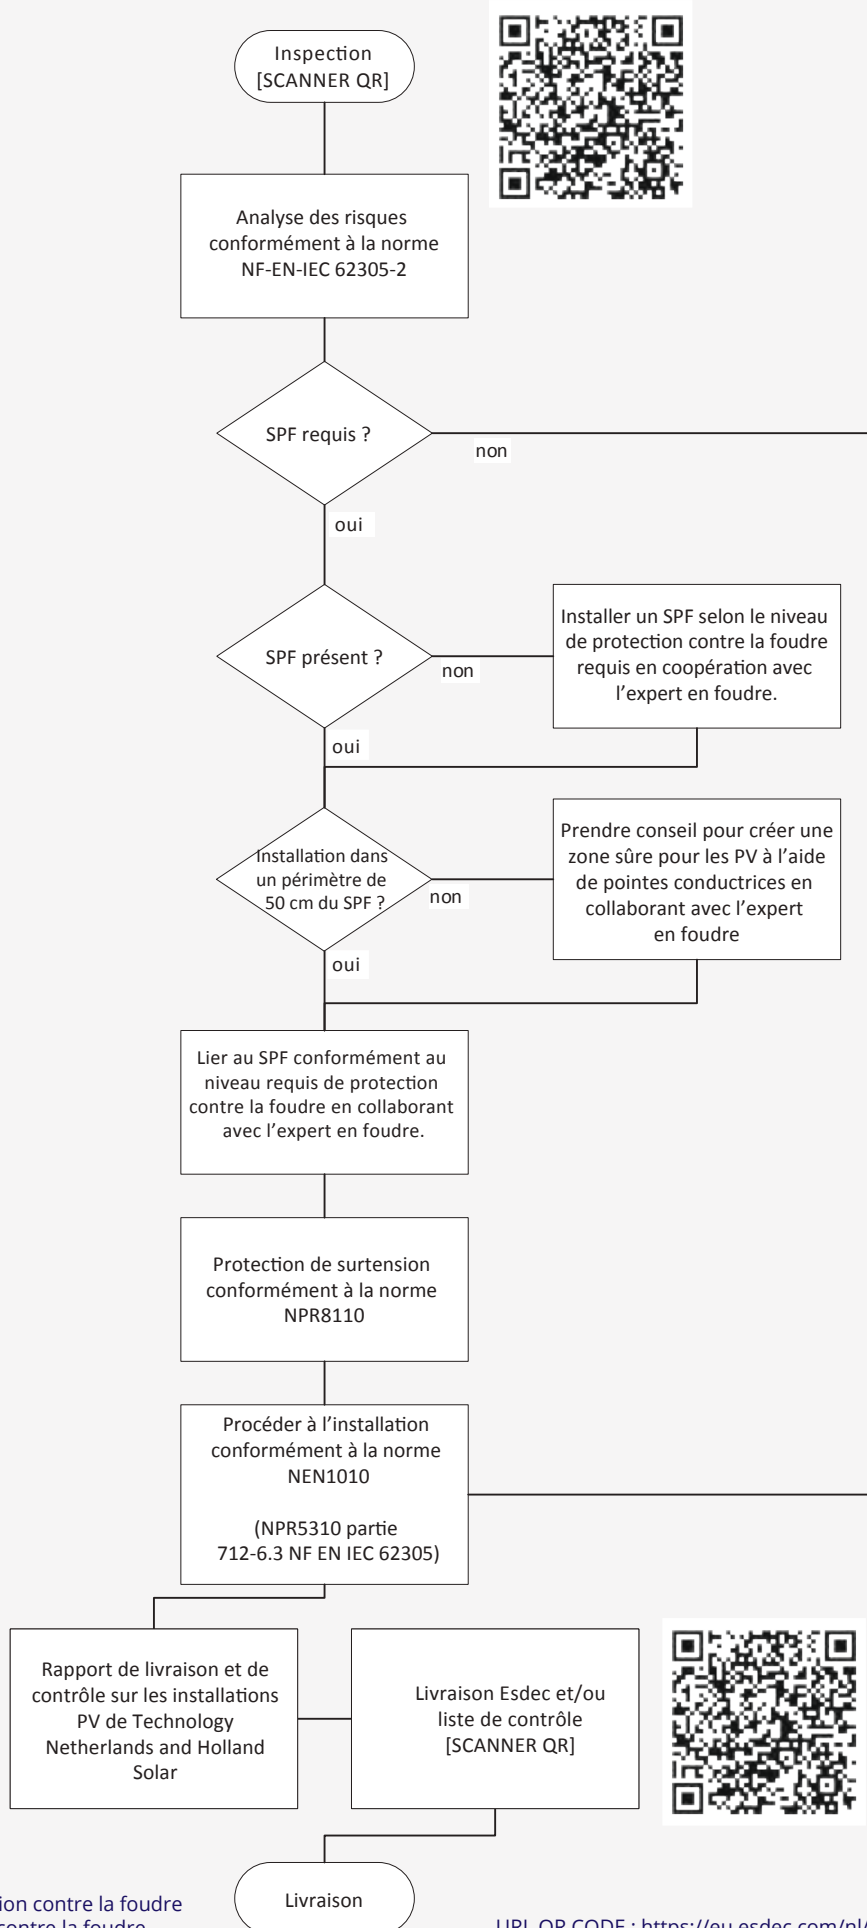 Inspection
[SCANNER QR]
Analyse des risques
conformément à la norme
NF-EN-IEC 62305-2
SPF requis ?
non
oui
SPF présent ?
non
Installer un SPF selon le niveau
de protection contre la foudre
requis en coopération avec
l’expert en foudre.
oui
Installation dans
un périmètre de
50 cm du SPF ?
non
Prendre conseil pour créer une
zone sûre pour les PV à l’aide
de pointes conductrices en
collaborant avec l’expert
en foudre
oui
Lier au SPF conformément au
niveau requis de protection
contre la foudre en collaborant
avec l’expert en foudre.
Protection de surtension
conformément à la norme
NPR8110
Procéder à l’installation
conformément à la norme
NEN1010
(NPR5310 partie
712-6.3 NF EN IEC 62305)
Rapport de livraison et de
contrôle sur les installations
PV de Technology
Netherlands and Holland
Solar
Livraison Esdec et/ou
liste de contrôle
[SCANNER QR]
Livraison
contre la foudre
contre la foudre
URL QR CODE : https://eu.esdec.com/nl/